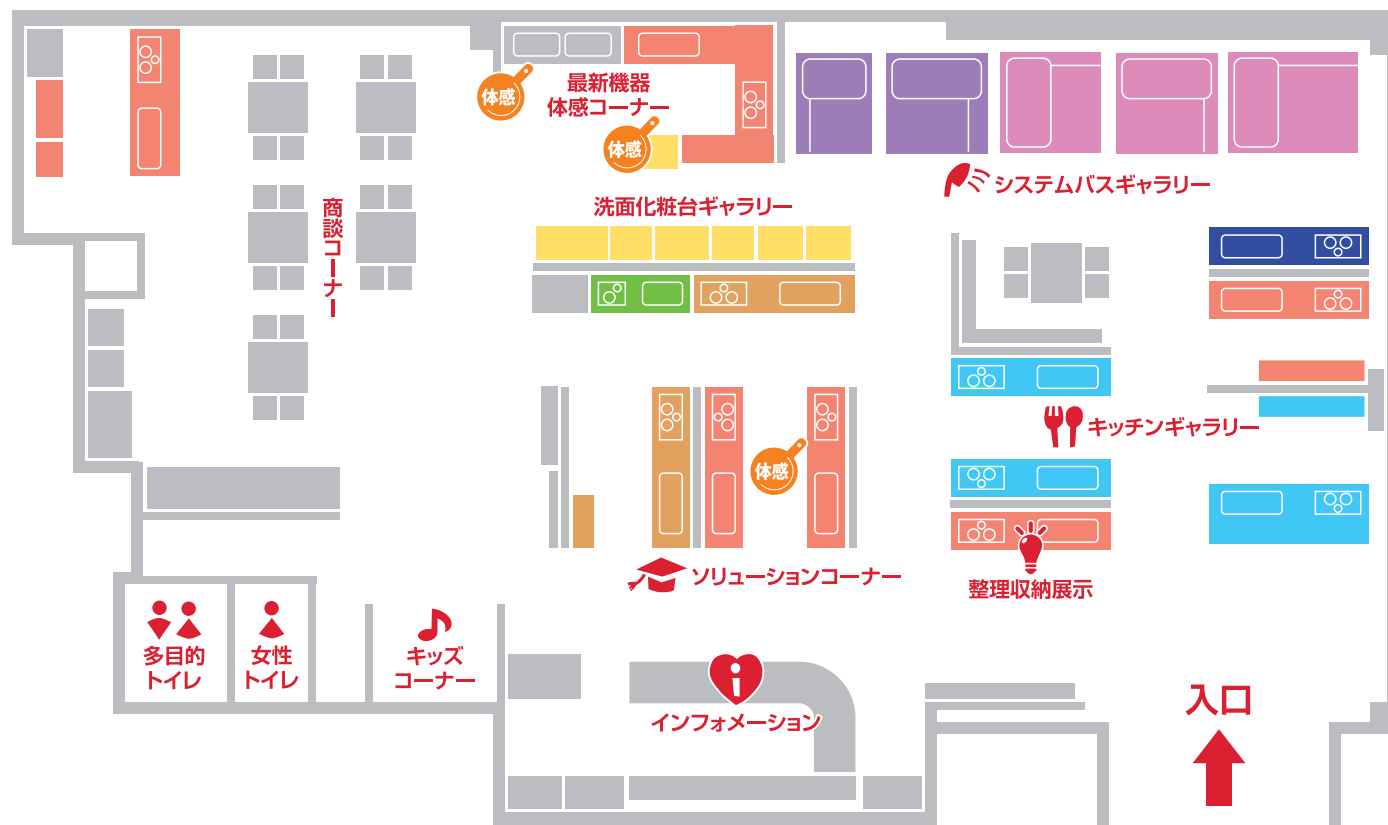 体感
最新機器
体感コーナー
体感
システムバスギャラリー
洗面化粧台ギャラリー
商談コーナー
キッチンギャラリー
体感
ソリューションコーナー
整理収納展示
多目的
トイレ
女性
トイレ
キッズ
コーナー
インフォメーション
入口